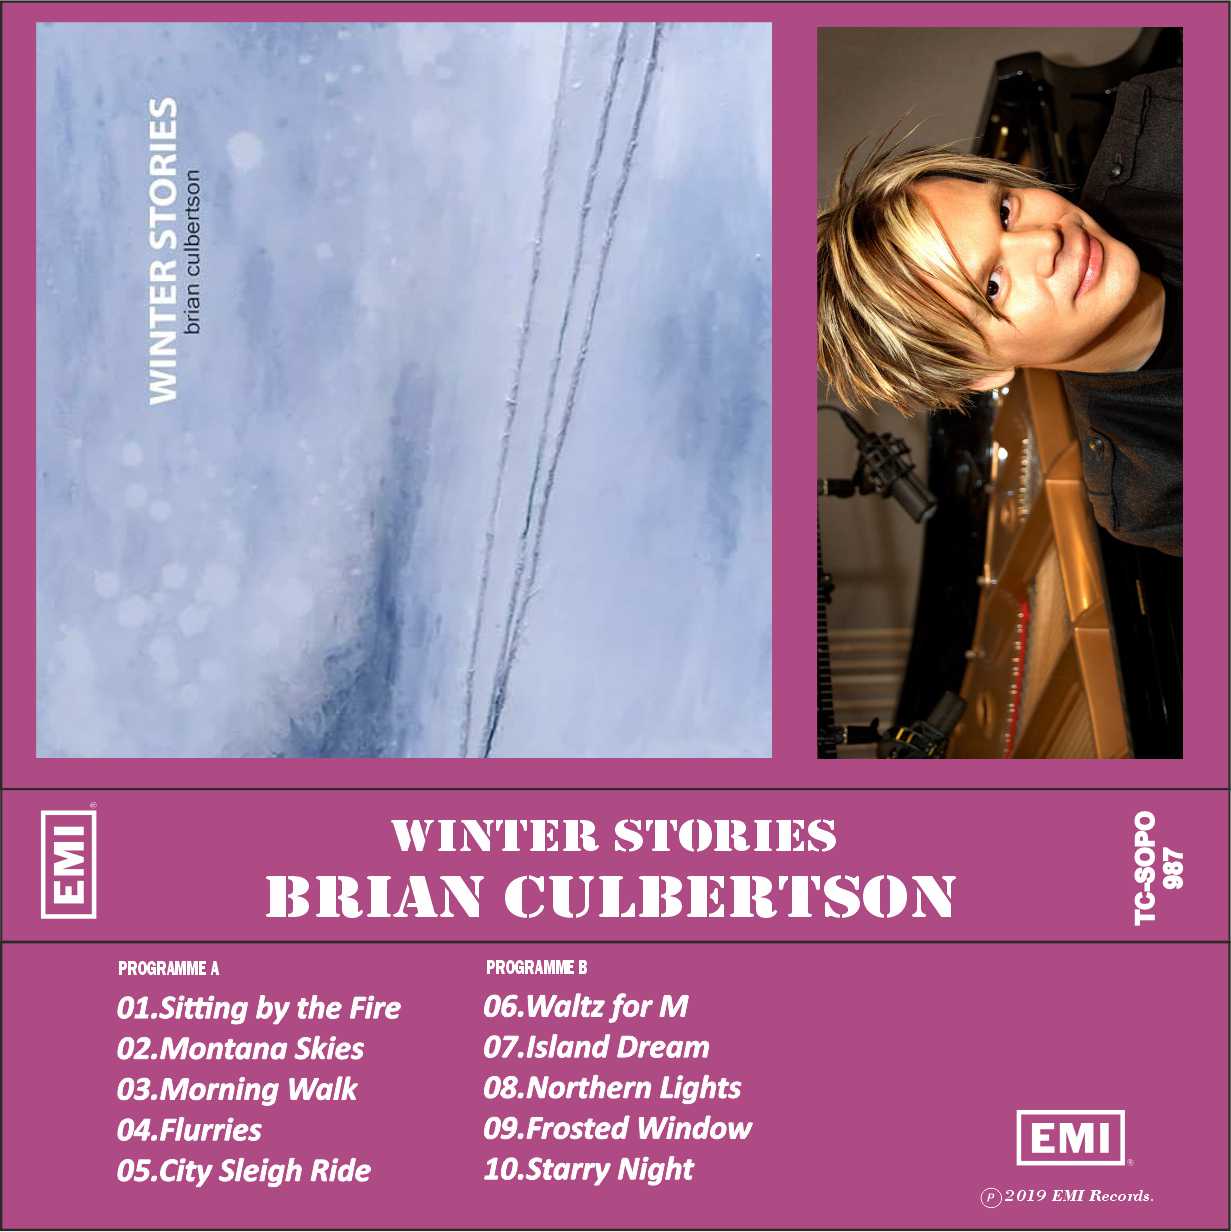 WINTER STORIES
brian culbertson
EMI
®
WINTER STORIES
BRIAN CULBERTSON
TC-SOPO
987
PROGRAMME A
01.Sitting by the Fire
02.Montana Skies
03.Morning Walk
04.Flurries
05.City Sleigh Ride
PROGRAMME B
06.Waltz for M
07.Island Dream
08.Northern Lights
09.Frosted Window
10.Starry Night
EMI
®
Ⓟ 2019 EMI Records.